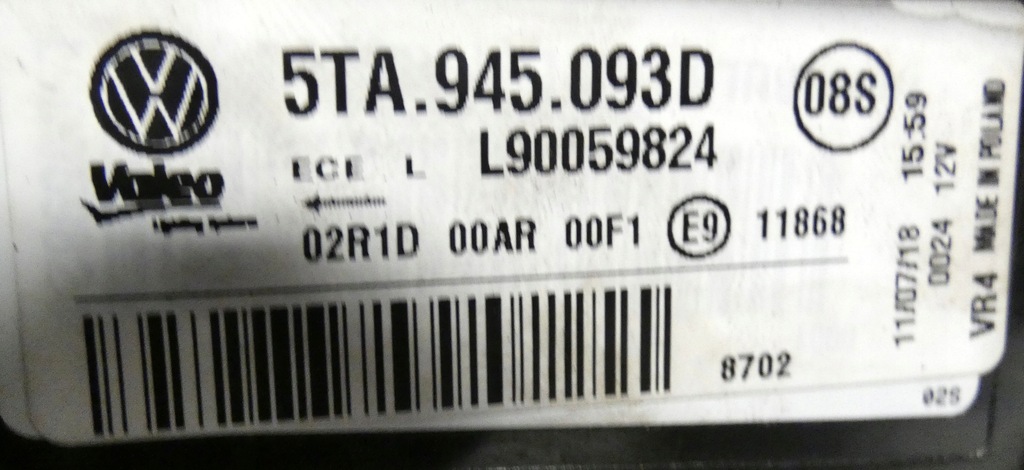 5TA.945.093D
08S
Valeo
ECE L
L90059824
02R1D 00AR 00F1 E9 11868
8702
02S
11/07/18 15:59
0024 12V
VR4 MADE IN POLAND